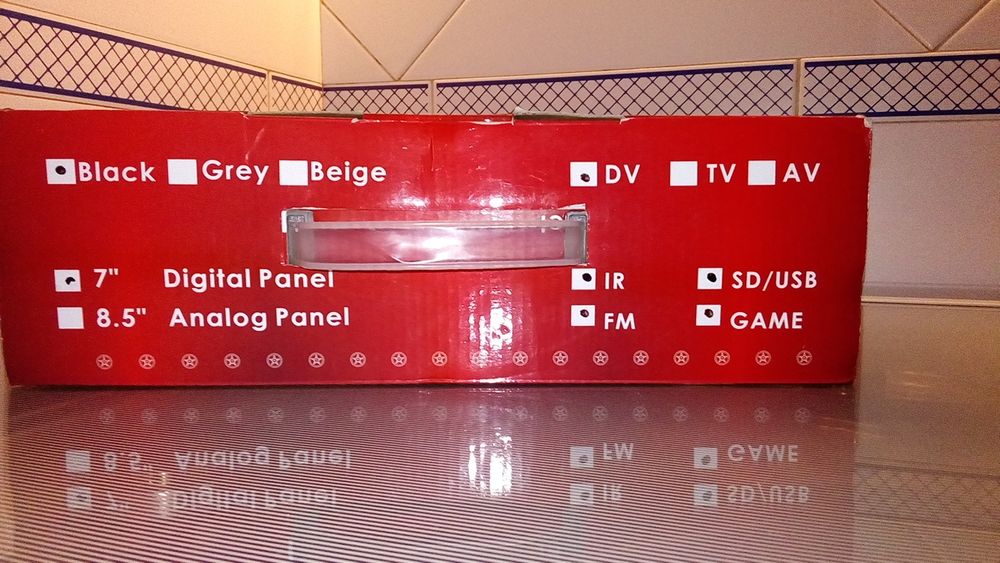 Black Grey Beige DV TV AV
7" Digital Panel IR SD/USB
8.5" Analog Panel FM GAME